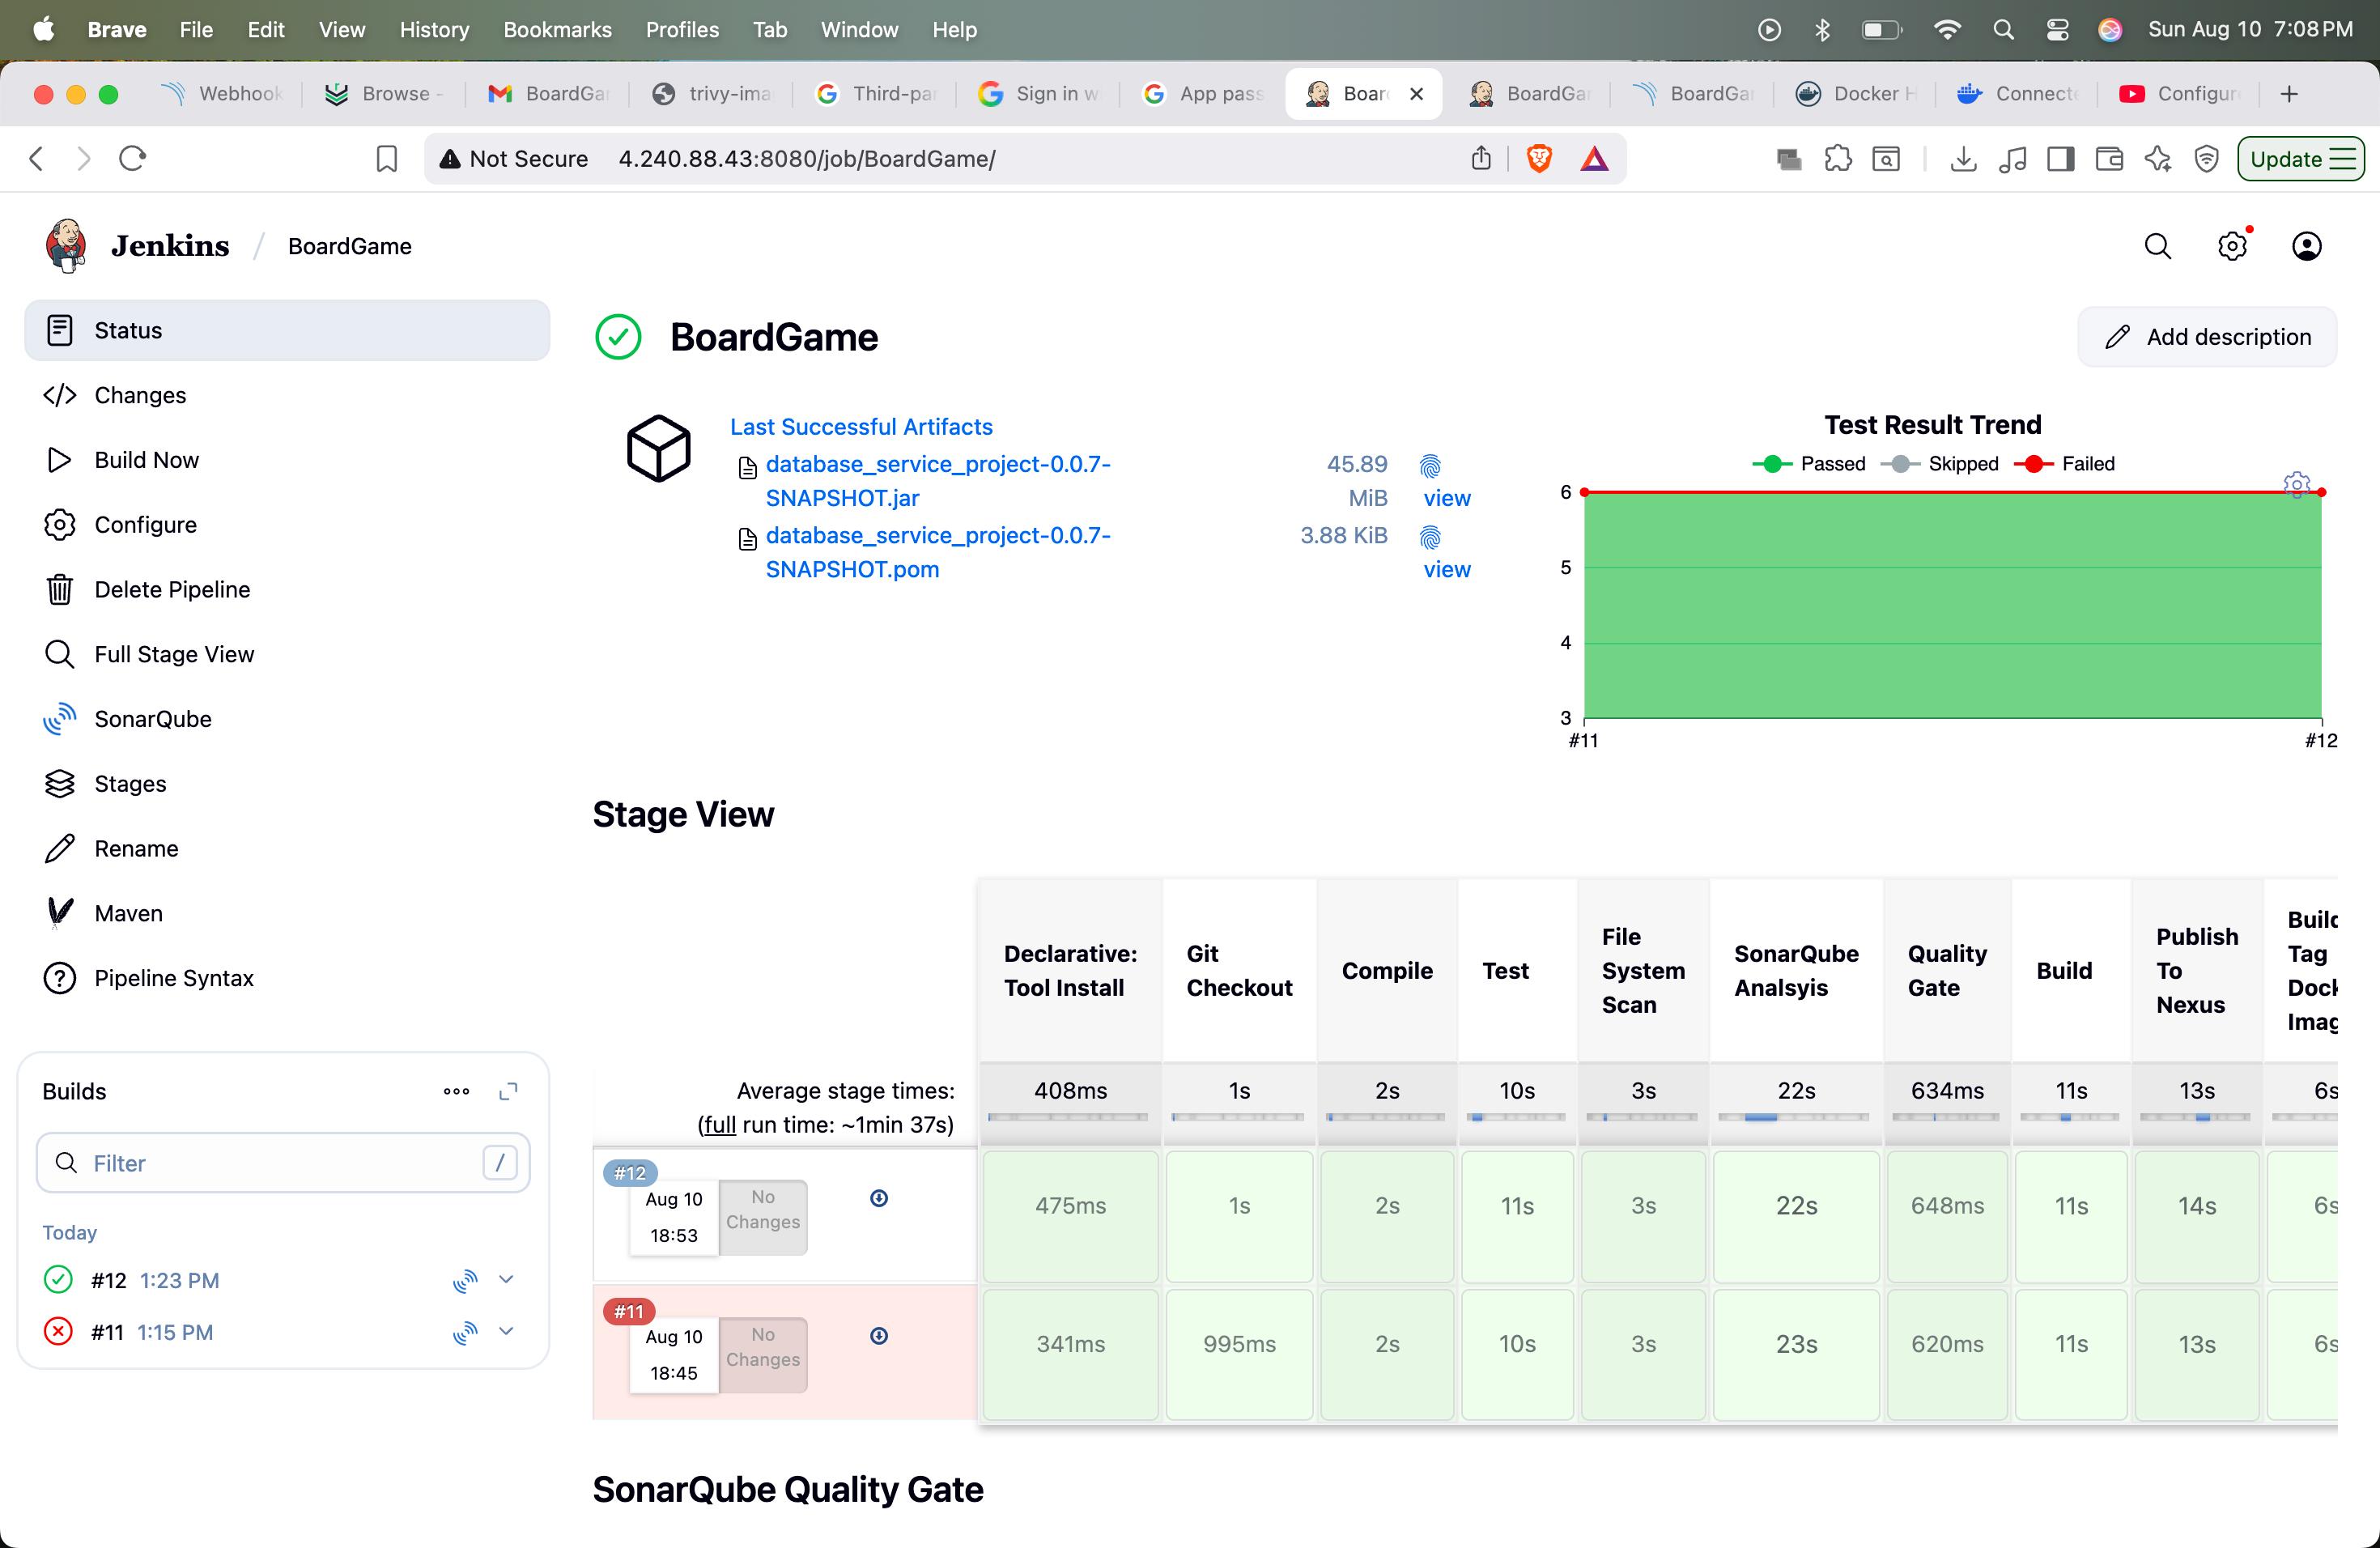 Brave File Edit View History Bookmarks Profiles Tab Window Help Sun Aug 10 7:08 PM
Webhook Browse - BoardGa trivy-ima Third-par Sign in w App pass Boar BoardGa BoardGa Docker H Connect Configur
Not Secure 4.240.88.43:8080/job/BoardGame/ Update
Jenkins / BoardGame
Status
Changes
Build Now
Configure
Delete Pipeline
Full Stage View
SonarQube
Stages
Rename
Maven
Pipeline Syntax
Builds
Filter /
Today
#12 1:23 PM
#11 1:15 PM
BoardGame
Add description
Last Successful Artifacts
database_service_project-0.0.7-
SNAPSHOT.jar
45.89
MiB
view
database_service_project-0.0.7-
SNAPSHOT.pom
3.88 KiB
view
Test Result Trend
Passed Skipped Failed
6
5
4
3
#11 #12
Stage View
Declarative:
Tool Install
Git
Checkout
Compile
Test
File
System
Scan
SonarQube
Analsyis
Quality
Gate
Build
Publish
To
Nexus
Build
Tag
Dock
Imag
Average stage times:
(full run time: ~1min 37s)
408ms 1s 2s 10s 3s 22s 634ms 11s 13s 6s
#12
Aug 10
18:53
No
Changes
475ms 1s 2s 11s 3s 22s 648ms 11s 14s 6s
#11
Aug 10
18:45
No
Changes
341ms 995ms 2s 10s 3s 23s 620ms 11s 13s 6s
SonarQube Quality Gate